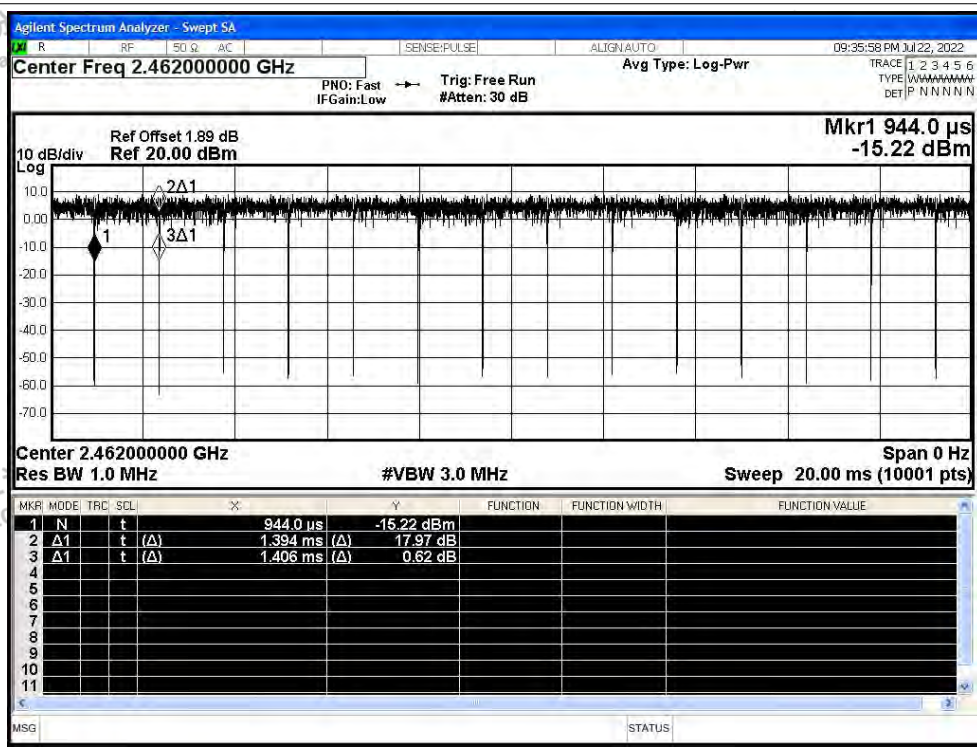 Agilent Spectrum Analyzer - Swept SA
R RF 50 Ω AC SENSE:PULSE ALIGN AUTO 09:35:58 PM Jul 22, 2022
Center Freq 2.462000000 GHz
PNO: Fast
IFGain:Low
Trig: Free Run
#Atten: 30 dB
Avg Type: Log-Pwr
TRACE 1 2 3 4 5 6
TYPE WWWWWW
DET P N N N N N
Mkr1 944.0 μs
-15.22 dBm
Ref Offset 1.89 dB
10 dB/div Ref 20.00 dBm
Log
10.0
0.00
-10.0
-20.0
-30.0
-40.0
-50.0
-60.0
-70.0
2Δ1
1
3Δ1
Center 2.462000000 GHz Span 0 Hz
Res BW 1.0 MHz #VBW 3.0 MHz Sweep 20.00 ms (10001 pts)
MKR MODE TRC SCL X Y FUNCTION FUNCTION WIDTH FUNCTION VALUE
1 N t 944.0 μs -15.22 dBm
2 Δ1 t (Δ) 1.394 ms (Δ) 17.97 dB
3 Δ1 t (Δ) 1.406 ms (Δ) 0.62 dB
4
5
6
7
8
9
10
11
MSG STATUS